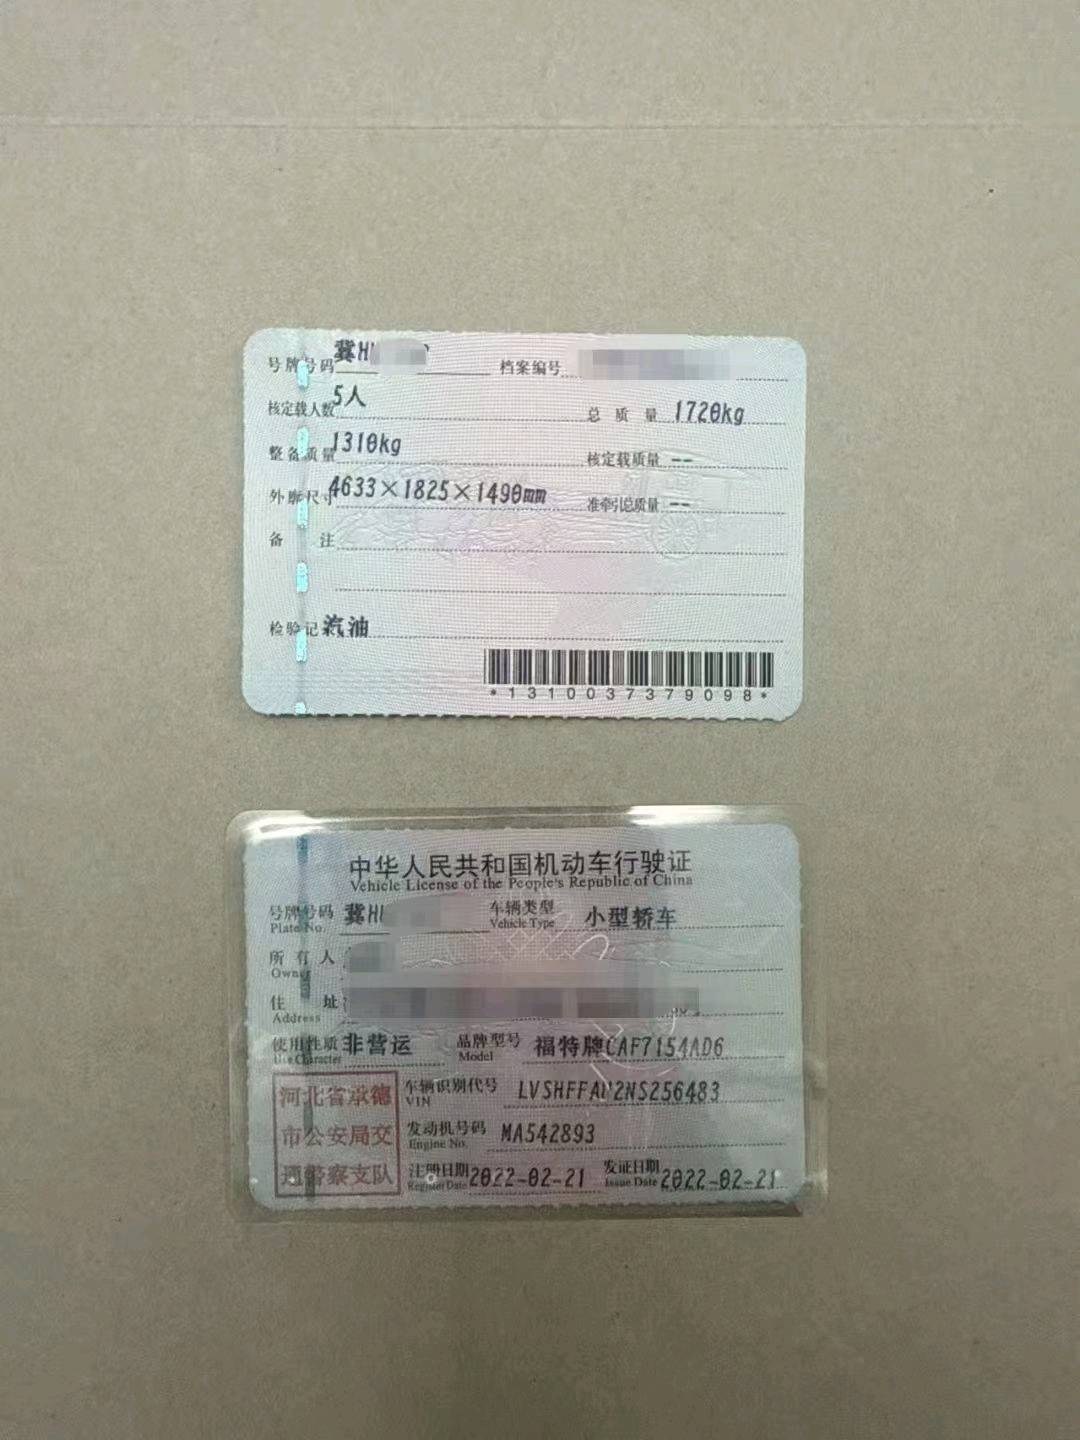 号牌号码 冀H 档案编号
核定载人数 5人 总质量 1720kg
整备质量 1310kg 核定载质量 --
外廓尺寸 4633×1825×1490mm 准牵引总质量 --
备 注
检验记 汽油
*1310037379098*
中华人民共和国机动车行驶证
Vehicle License of the People's Republic of China
号牌号码 冀H 车辆类型 小型轿车
Plate No. Vehicle Type
所有人
Owner
住 址
Address
使用性质 非营运 品牌型号 福特牌CAF7154AD6
Use Character Model
河北省承德
市公安局交
通警察支队
车辆识别代号
VIN
发动机号码 MA542893
Engine No.
注册日期 2022-02-21 发证日期 2022-02-21
Register Date Issue Date